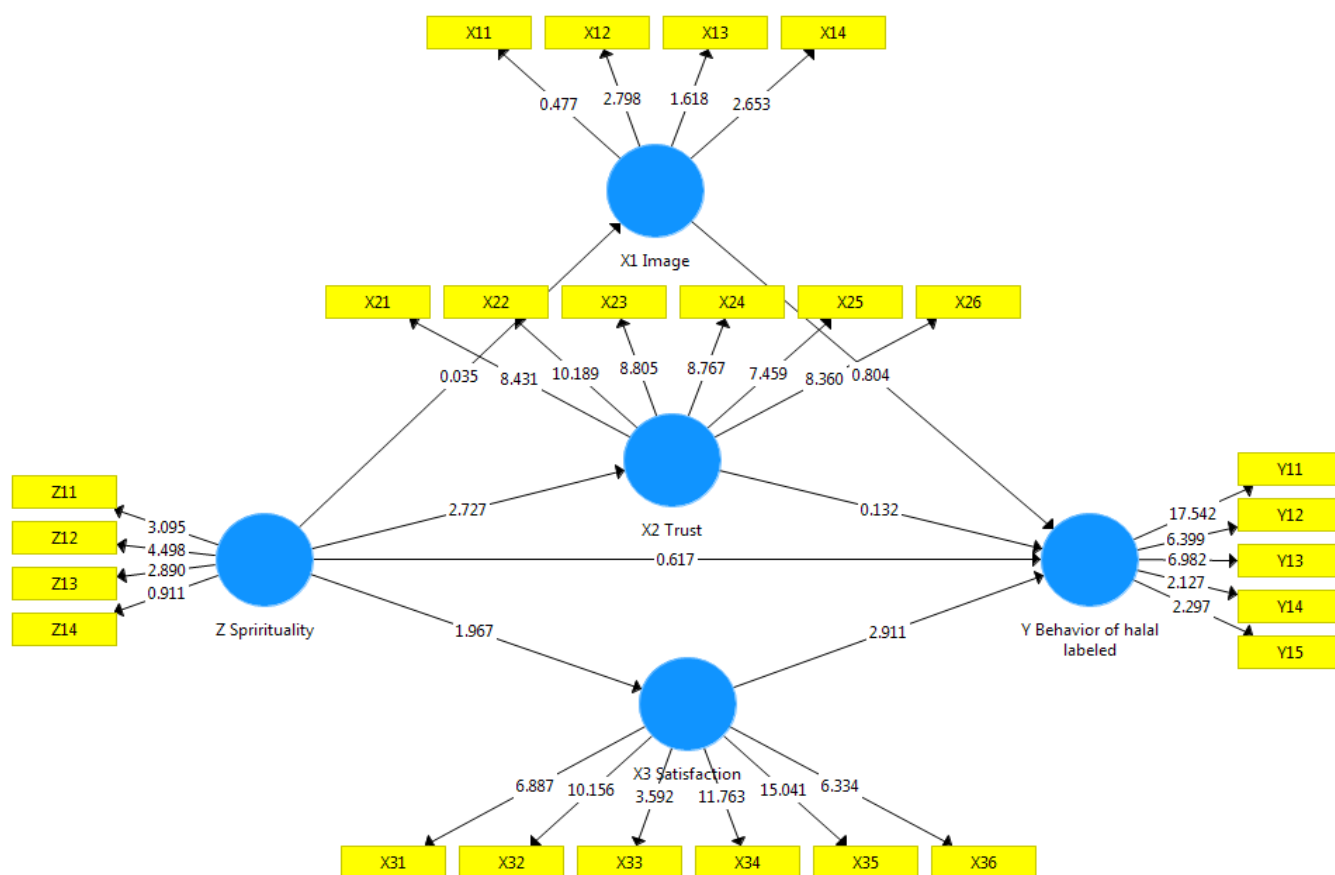 X11 X12 X13 X14
0.477 2.798 1.618 2.653
X1 Image
X21 X22 X23 X24 X25 X26
0.035 8.431 10.189 8.805 8.767 7.459 8.360 0.804
X2 Trust
2.727 0.132
0.617
Z11
Z12
Z13
Z14
3.095
4.498
2.890
0.911
Z Sprirituality
17.542
6.399
6.982
2.127
2.297
Y11
Y12
Y13
Y14
Y15
Y Behavior of halal
labeled
1.967 2.911
X3 Satisfaction
6.887 10.156 3.592 11.763 15.041 6.334
X31 X32 X33 X34 X35 X36